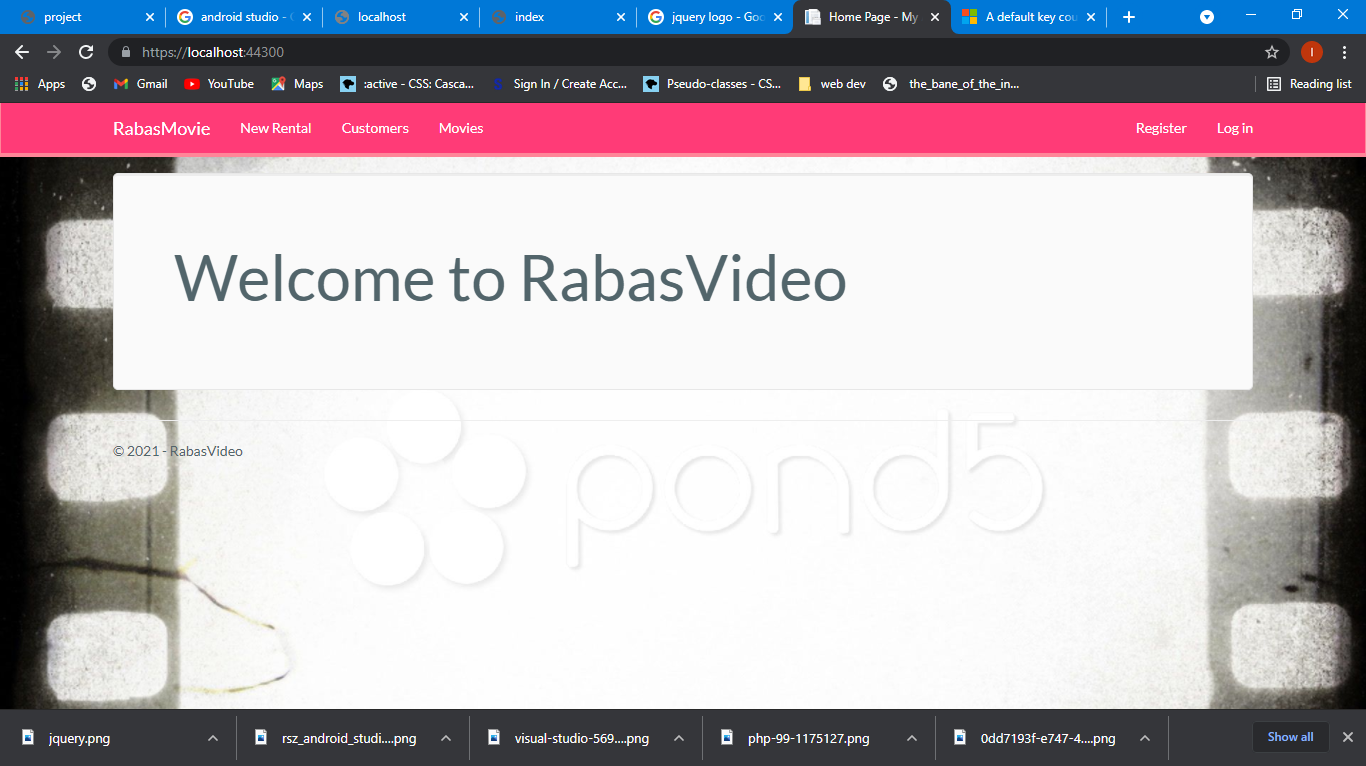 project
android studio - G
localhost
index
jquery logo - Goo
Home Page - My
A default key cou
https://localhost:44300
I
Apps
Gmail
YouTube
Maps
:active - CSS: Casca...
Sign In / Create Acc...
Pseudo-classes - CS...
web dev
the_bane_of_the_in...
Reading list
RabasMovie
New Rental
Customers
Movies
Register
Log in
Welcome to RabasVideo
© 2021 - RabasVideo
pond5
jquery.png
rsz_android_studi....png
visual-studio-569....png
php-99-1175127.png
0dd7193f-e747-4....png
Show all